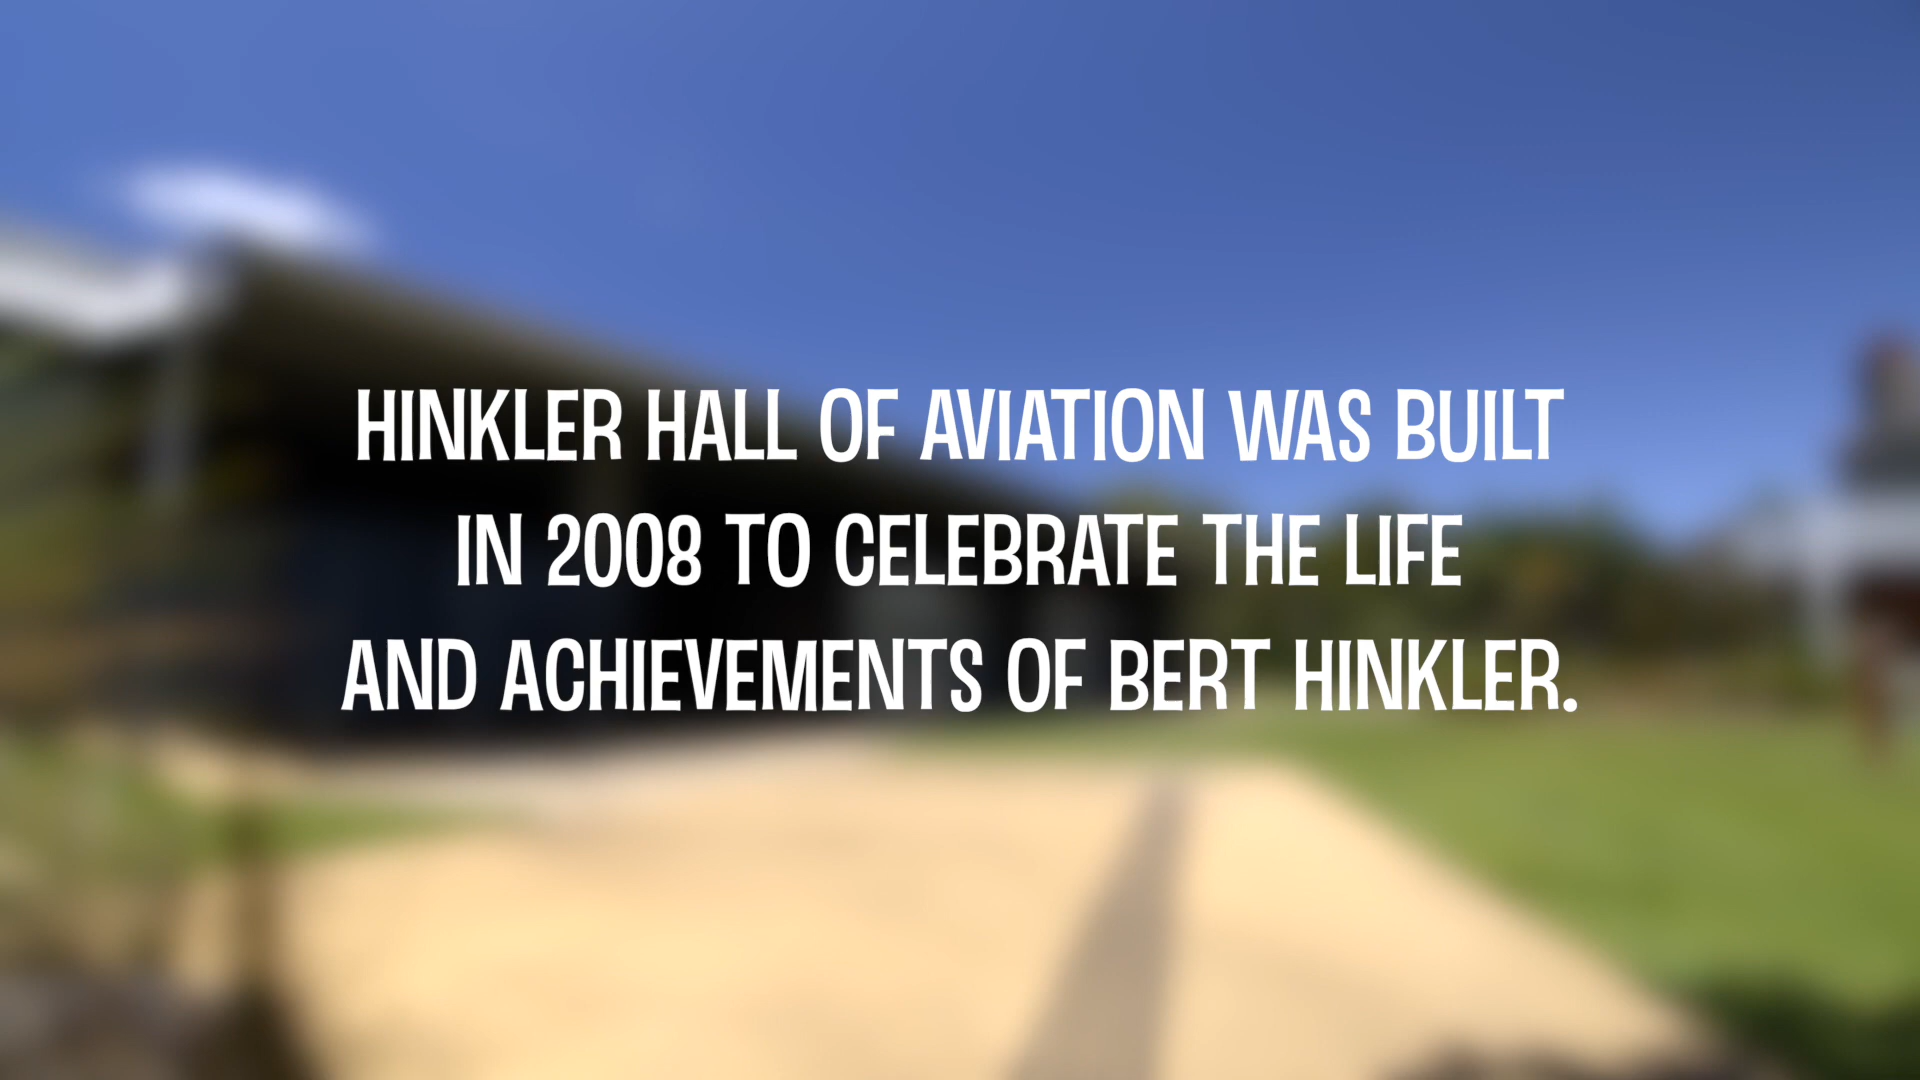 HINKLER HALL OF AVIATION WAS BUILT
IN 2008 TO CELEBRATE THE LIFE
AND ACHIEVEMENTS OF BERT HINKLER.